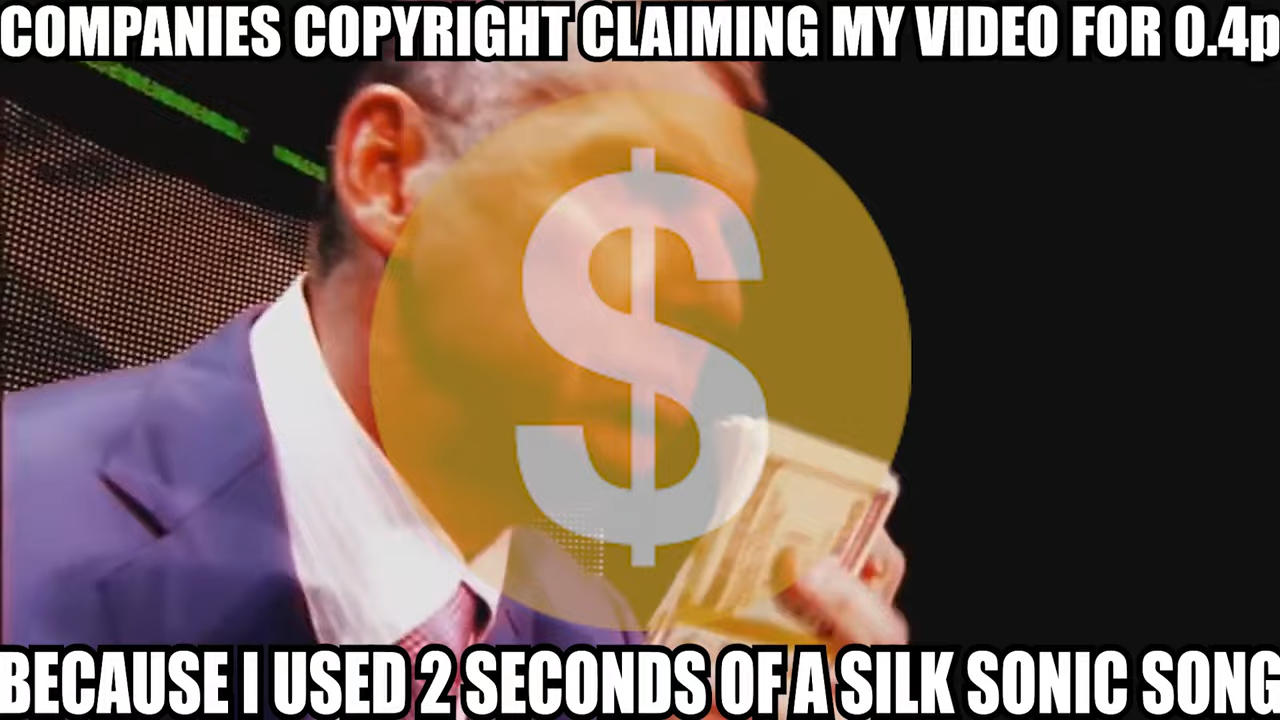 COMPANIES COPYRIGHT CLAIMING MY VIDEO FOR 0.4p
$
BECAUSE I USED 2 SECONDS OF A SILK SONIC SONG